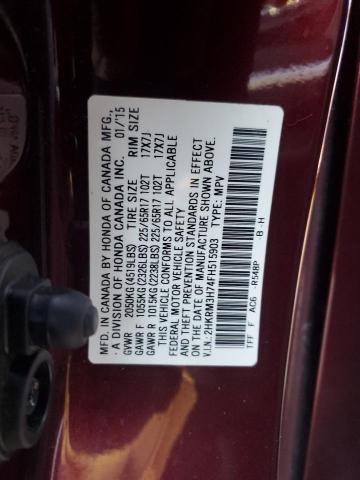 MFD. IN CANADA BY HONDA OF CANADA MFG.,
A DIVISION OF HONDA CANADA INC. 01/'15
GVWR 2050KG(4519LBS) TIRE SIZE RIM SIZE
GAWR F 1055KG(2326LBS) 225/65R17 102T 17X7J
GAWR R 1015KG(2238LBS) 225/65R17 102T 17X7J
THIS VEHICLE CONFORMS TO ALL APPLICABLE
FEDERAL MOTOR VEHICLE SAFETY
AND THEFT PREVENTION STANDARDS IN EFFECT
ON THE DATE OF MANUFACTURE SHOWN ABOVE.
V.I.N.: 2HKRM3H74FH515903 TYPE: MPV
TFF F AC6 R548P B-H